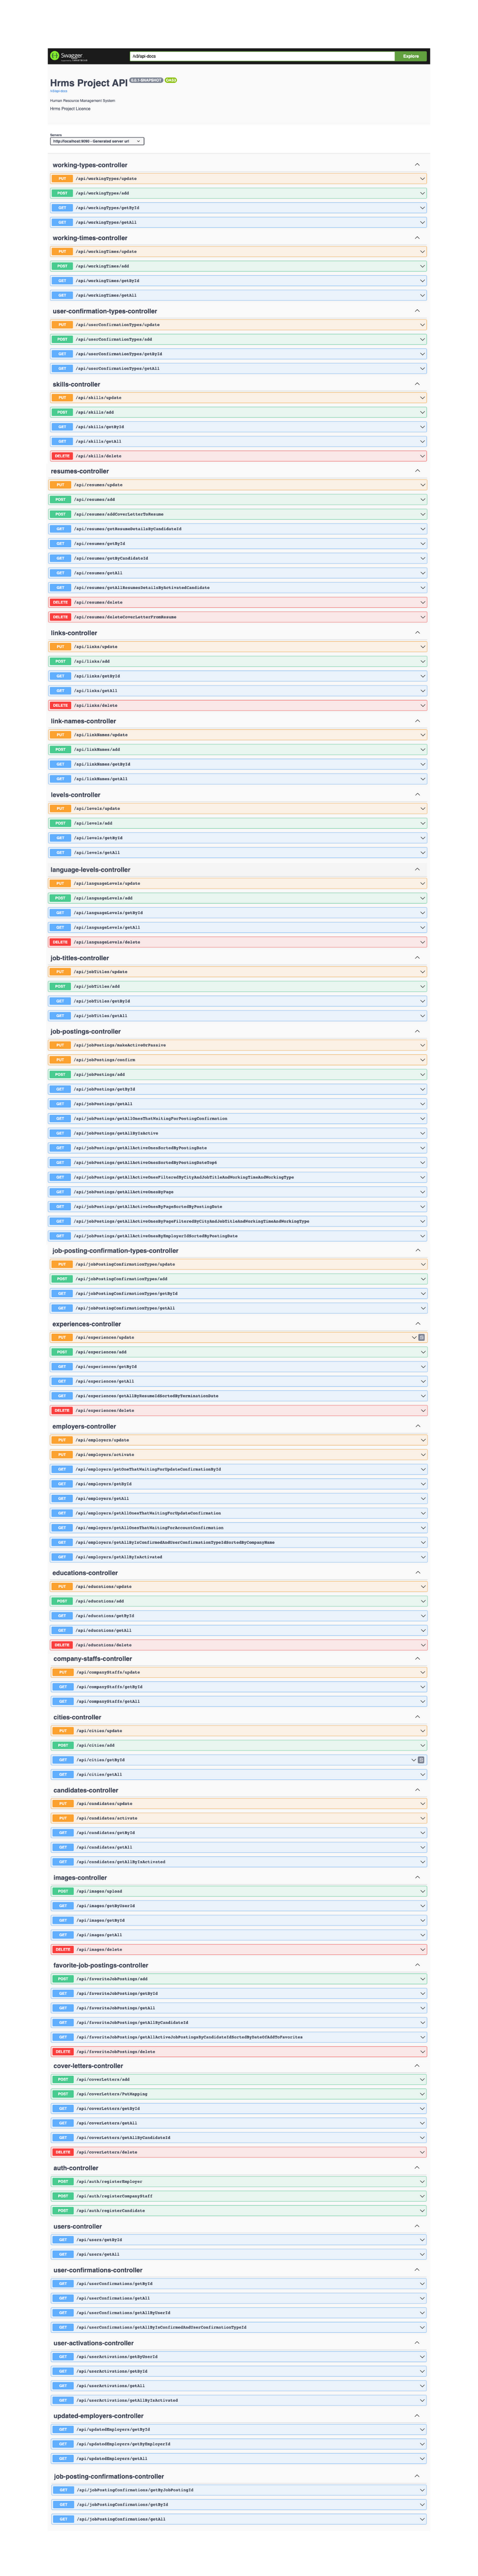 Swagger
/v3/api-docs
Explore
Hrms Project API
OAS3
/v3/api-docs
Human Resource Management System
Hrms Project Licence
Servers
http://localhost:8080 - Generated server url
working-types-controller
PUT /api/workingTypes/update
POST /api/workingTypes/add
GET /api/workingTypes/getById
GET /api/workingTypes/getAll
working-times-controller
PUT /api/workingTimes/update
POST /api/workingTimes/add
GET /api/workingTimes/getById
GET /api/workingTimes/getAll
user-confirmation-types-controller
PUT /api/userConfirmationTypes/update
POST /api/userConfirmationTypes/add
GET /api/userConfirmationTypes/getById
GET /api/userConfirmationTypes/getAll
skills-controller
PUT /api/skills/update
POST /api/skills/add
GET /api/skills/getById
GET /api/skills/getAll
DELETE /api/skills/delete
resumes-controller
PUT /api/resumes/update
POST /api/resumes/add
POST /api/resumes/addCoverLetterToResume
GET /api/resumes/getResumeDetailsByCandidateId
GET /api/resumes/getById
GET /api/resumes/getByCandidateId
GET /api/resumes/getAll
GET /api/resumes/getAllResumesDetailsByActivatedCandidate
DELETE /api/resumes/delete
DELETE /api/resumes/deleteCoverLetterFromResume
links-controller
PUT /api/links/update
POST /api/links/add
GET /api/links/getById
GET /api/links/getAll
DELETE /api/links/delete
link-names-controller
PUT /api/linkNames/update
POST /api/linkNames/add
GET /api/linkNames/getById
GET /api/linkNames/getAll
levels-controller
PUT /api/levels/update
POST /api/levels/add
GET /api/levels/getById
GET /api/levels/getAll
language-levels-controller
PUT /api/languageLevels/update
POST /api/languageLevels/add
GET /api/languageLevels/getById
GET /api/languageLevels/getAll
DELETE /api/languageLevels/delete
job-titles-controller
PUT /api/jobTitles/update
POST /api/jobTitles/add
GET /api/jobTitles/getById
GET /api/jobTitles/getAll
job-postings-controller
PUT /api/jobPostings/makeActiveOrPassive
PUT /api/jobPostings/confirm
POST /api/jobPostings/add
GET /api/jobPostings/getById
GET /api/jobPostings/getAll
GET /api/jobPostings/getAllOnesThatWaitingForPostingConfirmation
GET /api/jobPostings/getAllByIsActive
GET /api/jobPostings/getAllActiveOnesSortedByPostingDate
GET /api/jobPostings/getAllActiveOnesSortedByPostingDateTop6
GET /api/jobPostings/getAllActiveOnesFilteredByCityAndJobTitleAndWorkingTimeAndWorkingType
GET /api/jobPostings/getAllActiveOnesByPage
GET /api/jobPostings/getAllActiveOnesByPageSortedByPostingDate
GET /api/jobPostings/getAllActiveOnesByPageFilteredByCityAndJobTitleAndWorkingTimeAndWorkingType
GET /api/jobPostings/getAllActiveOnesByEmployerIdSortedByPostingDate
job-posting-confirmation-types-controller
PUT /api/jobPostingConfirmationTypes/update
POST /api/jobPostingConfirmationTypes/add
GET /api/jobPostingConfirmationTypes/getById
GET /api/jobPostingConfirmationTypes/getAll
experiences-controller
PUT /api/experiences/update
POST /api/experiences/add
GET /api/experiences/getById
GET /api/experiences/getAll
GET /api/experiences/getAllByResumeIdSortedByTerminationDate
DELETE /api/experiences/delete
employers-controller
PUT /api/employers/update
PUT /api/employers/activate
GET /api/employers/getOneThatWaitingForUpdateConfirmationById
GET /api/employers/getById
GET /api/employers/getAll
GET /api/employers/getAllOnesThatWaitingForUpdateConfirmation
GET /api/employers/getAllOnesThatWaitingForAccountConfirmation
GET /api/employers/getAllByIsConfirmedAndUserConfirmationTypeIdSortedByCompanyName
GET /api/employers/getAllByIsActivated
educations-controller
PUT /api/educations/update
POST /api/educations/add
GET /api/educations/getById
GET /api/educations/getAll
DELETE /api/educations/delete
company-staffs-controller
PUT /api/companyStaffs/update
GET /api/companyStaffs/getById
GET /api/companyStaffs/getAll
cities-controller
PUT /api/cities/update
POST /api/cities/add
GET /api/cities/getById
GET /api/cities/getAll
candidates-controller
PUT /api/candidates/update
PUT /api/candidates/activate
GET /api/candidates/getById
GET /api/candidates/getAll
GET /api/candidates/getAllByIsActivated
images-controller
POST /api/images/upload
GET /api/images/getByUserId
GET /api/images/getById
GET /api/images/getAll
DELETE /api/images/delete
favorite-job-postings-controller
POST /api/favoriteJobPostings/add
GET /api/favoriteJobPostings/getById
GET /api/favoriteJobPostings/getAll
GET /api/favoriteJobPostings/getAllByCandidateId
GET /api/favoriteJobPostings/getAllActiveJobPostingsByCandidateIdSortedByDateOfAddToFavorites
DELETE /api/favoriteJobPostings/delete
cover-letters-controller
POST /api/coverLetters/add
POST /api/coverLetters/PutMapping
GET /api/coverLetters/getById
GET /api/coverLetters/getAll
GET /api/coverLetters/getAllByCandidateId
DELETE /api/coverLetters/delete
auth-controller
POST /api/auth/registerEmployer
POST /api/auth/registerCompanyStaff
POST /api/auth/registerCandidate
users-controller
GET /api/users/getById
GET /api/users/getAll
user-confirmations-controller
GET /api/userConfirmations/getById
GET /api/userConfirmations/getAll
GET /api/userConfirmations/getAllByUserId
GET /api/userConfirmations/getAllByIsConfirmedAndUserConfirmationTypeId
user-activations-controller
GET /api/userActivations/getByUserId
GET /api/userActivations/getById
GET /api/userActivations/getAll
GET /api/userActivations/getAllByIsActivated
updated-employers-controller
GET /api/updatedEmployers/getById
GET /api/updatedEmployers/getByEmployerId
GET /api/updatedEmployers/getAll
job-posting-confirmations-controller
GET /api/jobPostingConfirmations/getByJobPostingId
GET /api/jobPostingConfirmations/getById
GET /api/jobPostingConfirmations/getAll